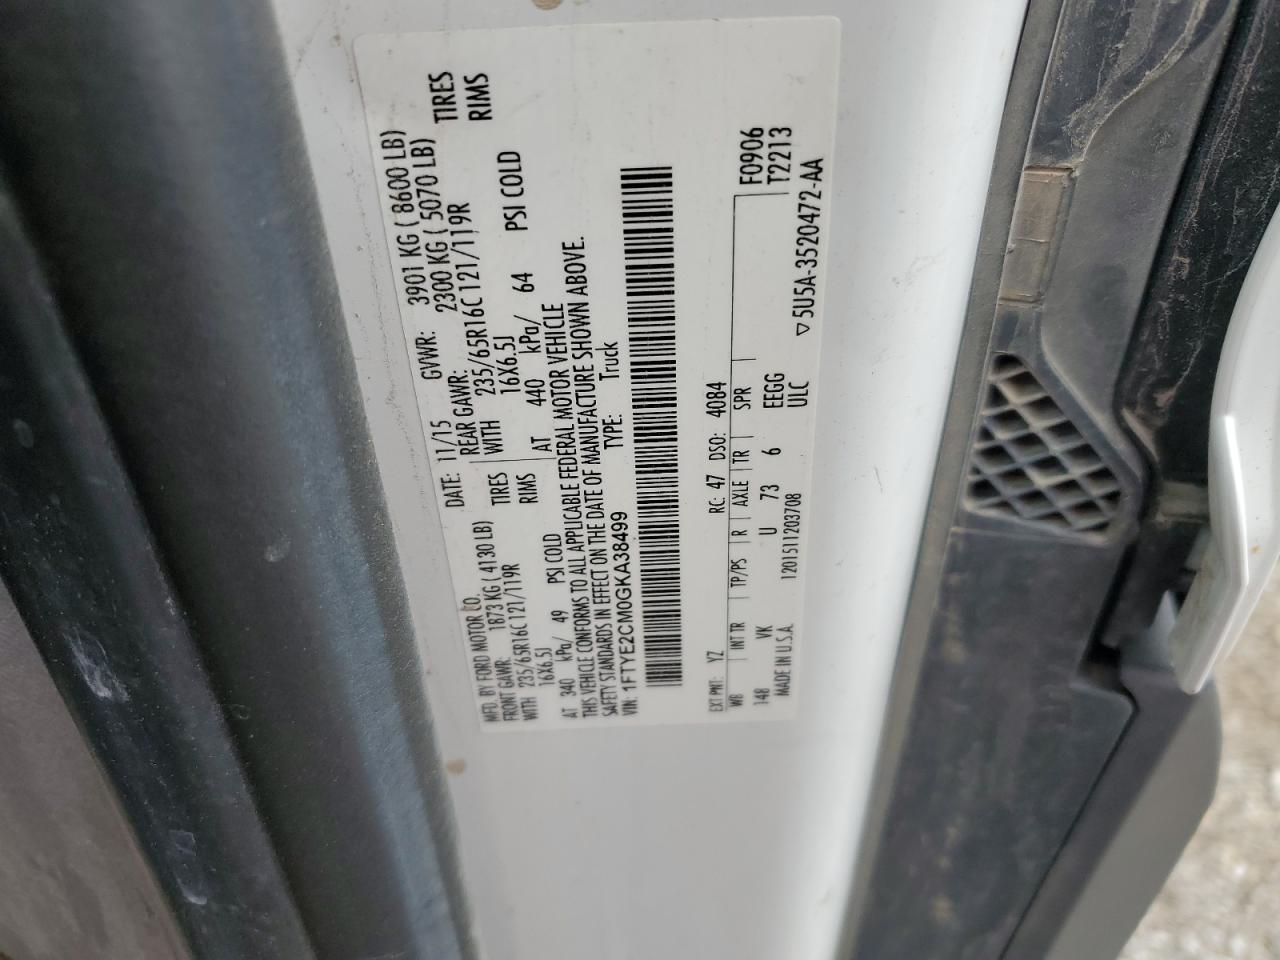 MFD. BY FORD MOTOR CO.
DATE: 11/15 GVWR: 3901 KG ( 8600 LB)
FRONT GAWR: 1873 KG ( 4130 LB) REAR GAWR: 2300 KG ( 5070 LB)
WITH 235/65R16C 121/119R TIRES WITH 235/65R16C 121/119R TIRES
16X6.5J RIMS 16X6.5J RIMS
AT 340 kPa/ 49 PSI COLD AT 440 kPa/ 64 PSI COLD
THIS VEHICLE CONFORMS TO ALL APPLICABLE FEDERAL MOTOR VEHICLE
SAFETY STANDARDS IN EFFECT ON THE DATE OF MANUFACTURE SHOWN ABOVE.
VIN: 1FTYE2CM0GKA38499 TYPE: Truck
EXT PNT: YZ RC: 47 DSO: 4084
WB INT TR TP/PS R AXLE TR SPR F0906
148 VK U 73 6 EEGG T2213
MADE IN U.S.A. 1201511203708 ULC
▽5U5A-3520472-AA